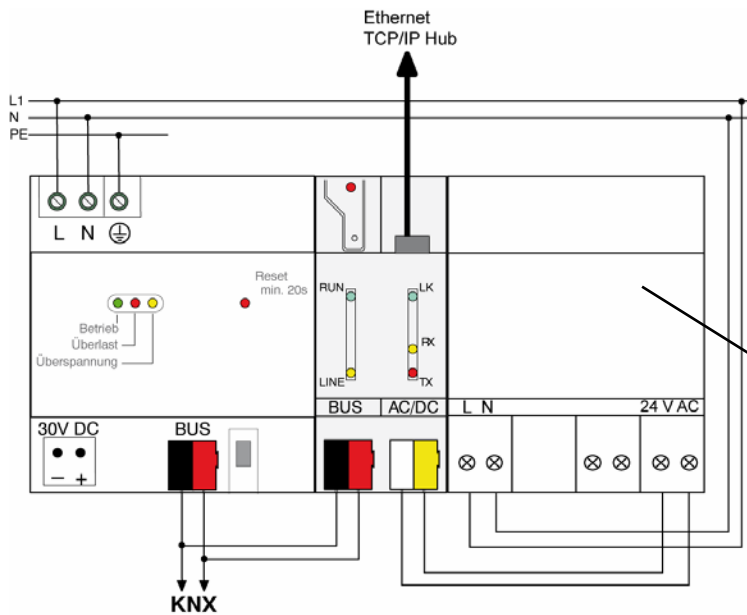 Ethernet
TCP/IP Hub
L1
N
PE
L N
Reset
min. 20s
Betrieb
Überlast
Überspannung
RUN
LK
RX
LINE
TX
BUS
AC/DC
L N
24 V AC
30V DC
BUS
− +
KNX